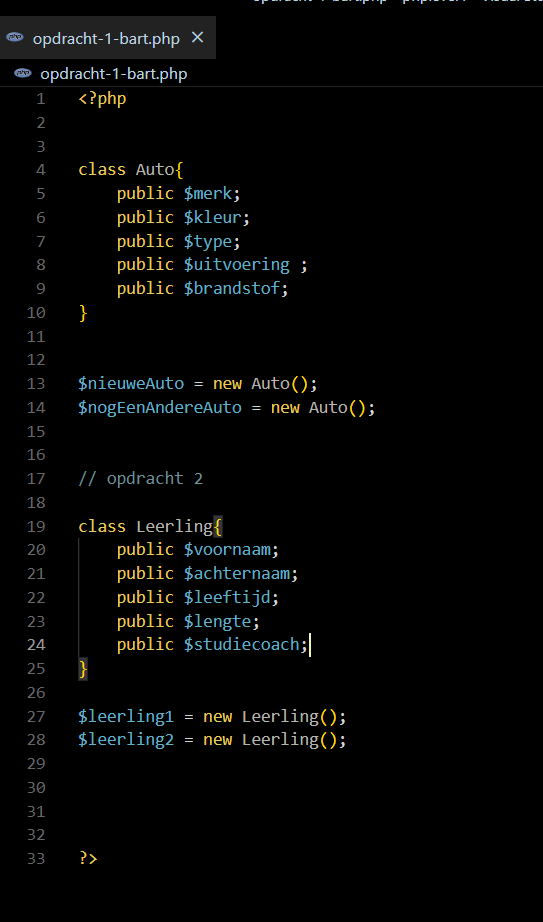 opdracht-1-bart.php
opdracht-1-bart.php
1 <?php
2
3
4 class Auto{
5 public $merk;
6 public $kleur;
7 public $type;
8 public $uitvoering ;
9 public $brandstof;
10 }
11
12
13 $nieuweAuto = new Auto();
14 $nogEenAndereAuto = new Auto();
15
16
17 // opdracht 2
18
19 class Leerling{
20 public $voornaam;
21 public $achternaam;
22 public $leeftijd;
23 public $lengte;
24 public $studiecoach;
25 }
26
27 $leerling1 = new Leerling();
28 $leerling2 = new Leerling();
29
30
31
32
33 ?>